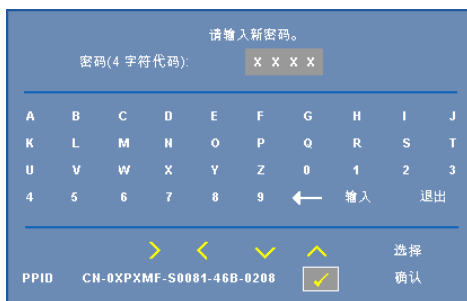 请输入新密码。
密码(4 字符代码): X X X X
A B C D E F G H I J
K L M N O P Q R S T
U V W X Y Z 0 1 2 3
4 5 6 7 8 9 ← 输入 退出
选择
PPID CN-0XPXMF-S0081-46B-0208 ✓ 确认